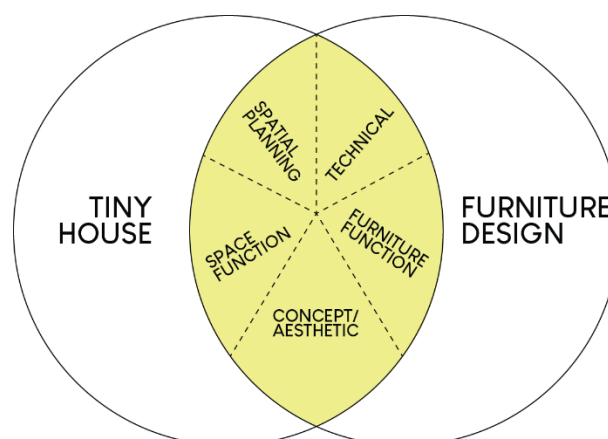 TINY
HOUSE
SPATIAL
PLANNING
TECHNICAL
SPACE
FUNCTION
FURNITURE
FUNCTION
CONCEPT/
AESTHETIC
FURNITURE
DESIGN